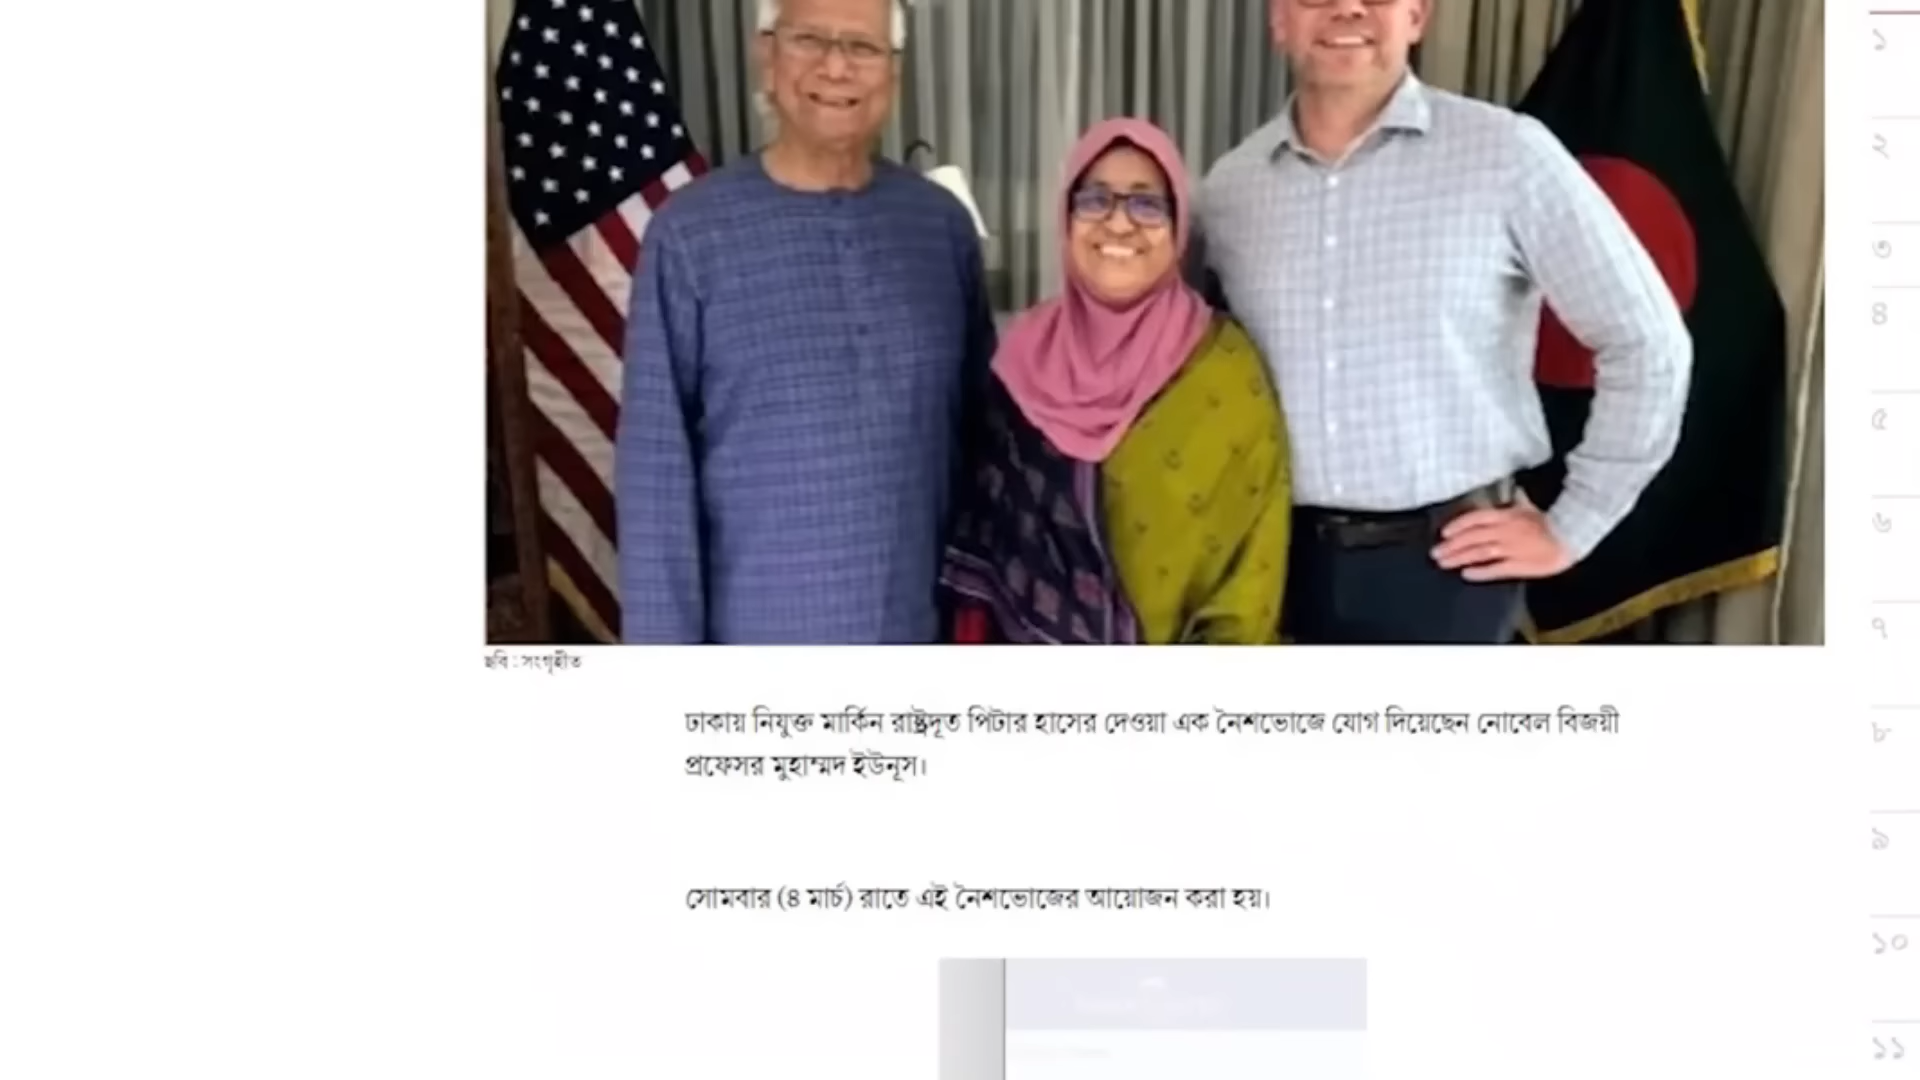 ছবি : সংগৃহীত
ঢাকায় নিযুক্ত মার্কিন রাষ্ট্রদূত পিটার হাসের দেওয়া এক নৈশভোজে যোগ দিয়েছেন নোবেল বিজয়ী
প্রফেসর মুহাম্মদ ইউনূস।
সোমবার (৪ মার্চ) রাতে এই নৈশভোজের আয়োজন করা হয়।
১
২
৩
৪
৫
৬
৭
৮
৯
১০
১১